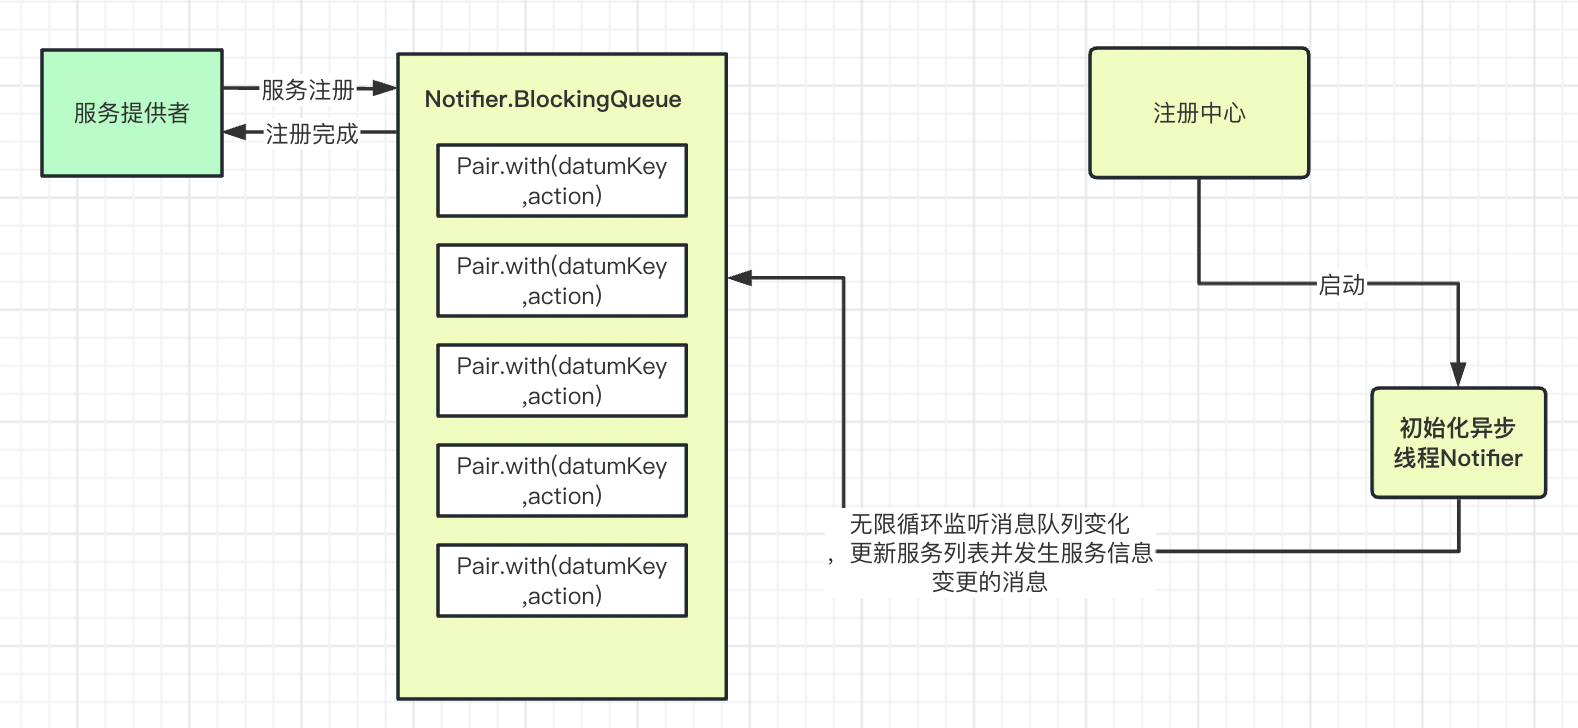 服务提供者
服务注册
注册完成
Notifier.BlockingQueue
Pair.with(datumKey
,action)
Pair.with(datumKey
,action)
Pair.with(datumKey
,action)
Pair.with(datumKey
,action)
Pair.with(datumKey
,action)
注册中心
启动
初始化异步
线程Notifier
无限循环监听消息队列变化
，更新服务列表并发生服务信息
变更的消息